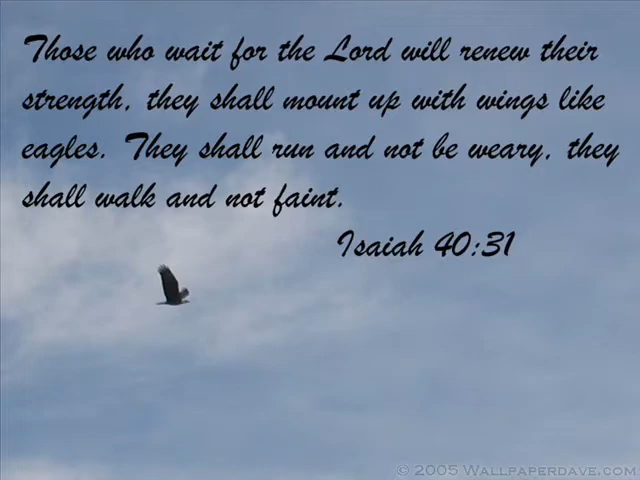 Those who wait for the Lord will renew their
strength, they shall mount up with wings like
eagles. They shall run and not be weary, they
shall walk and not faint.
Isaiah 40:31
© 2005 Wallpaperdave.com